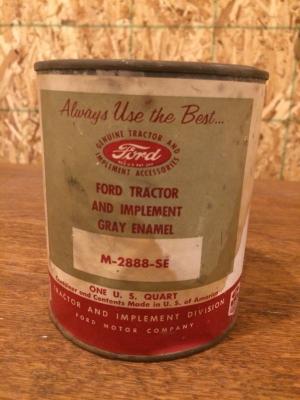 Always Use the Best...
GENUINE TRACTOR AND
Ford
IMPLEMENT ACCESSORIES
FORD TRACTOR
AND IMPLEMENT
GRAY ENAMEL
M-2888-SE
ONE U. S. QUART
Container and Contents Made in U. S. of America
TRACTOR AND IMPLEMENT DIVISION
FORD MOTOR COMPANY